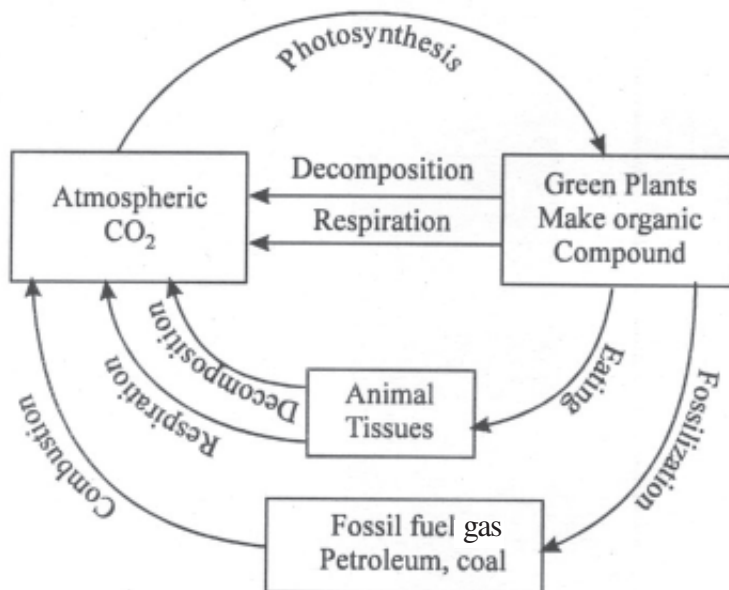 Photosynthesis
Atmospheric
CO₂
Decomposition
Respiration
Green Plants
Make organic
Compound
Decomposition
Respiration
Combustion
Animal
Tissues
Eating
Fossilization
Fossil fuel gas
Petroleum, coal